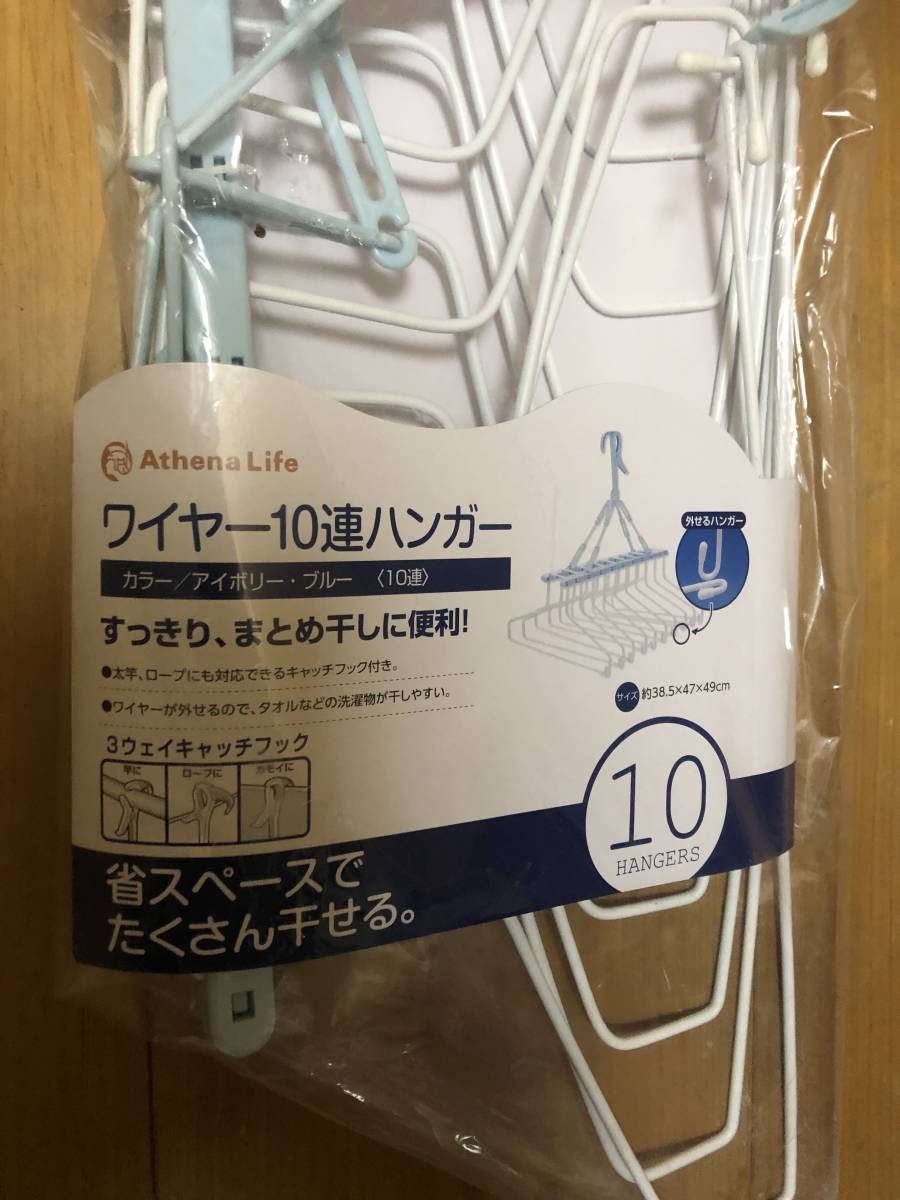 Athena Life
ワイヤー10連ハンガー
カラー／アイボリー・ブルー 〈10連〉
すっきり、まとめ干しに便利!
●太竿、ロープにも対応できるキャッチフック付き。
●ワイヤーが外せるので、タオルなどの洗濯物が干しやすい。
3ウェイキャッチフック
竿に
ロープに
カモイに
外せるハンガー
サイズ 約38.5×47×49cm
10
HANGERS
省スペースで
たくさん干せる。